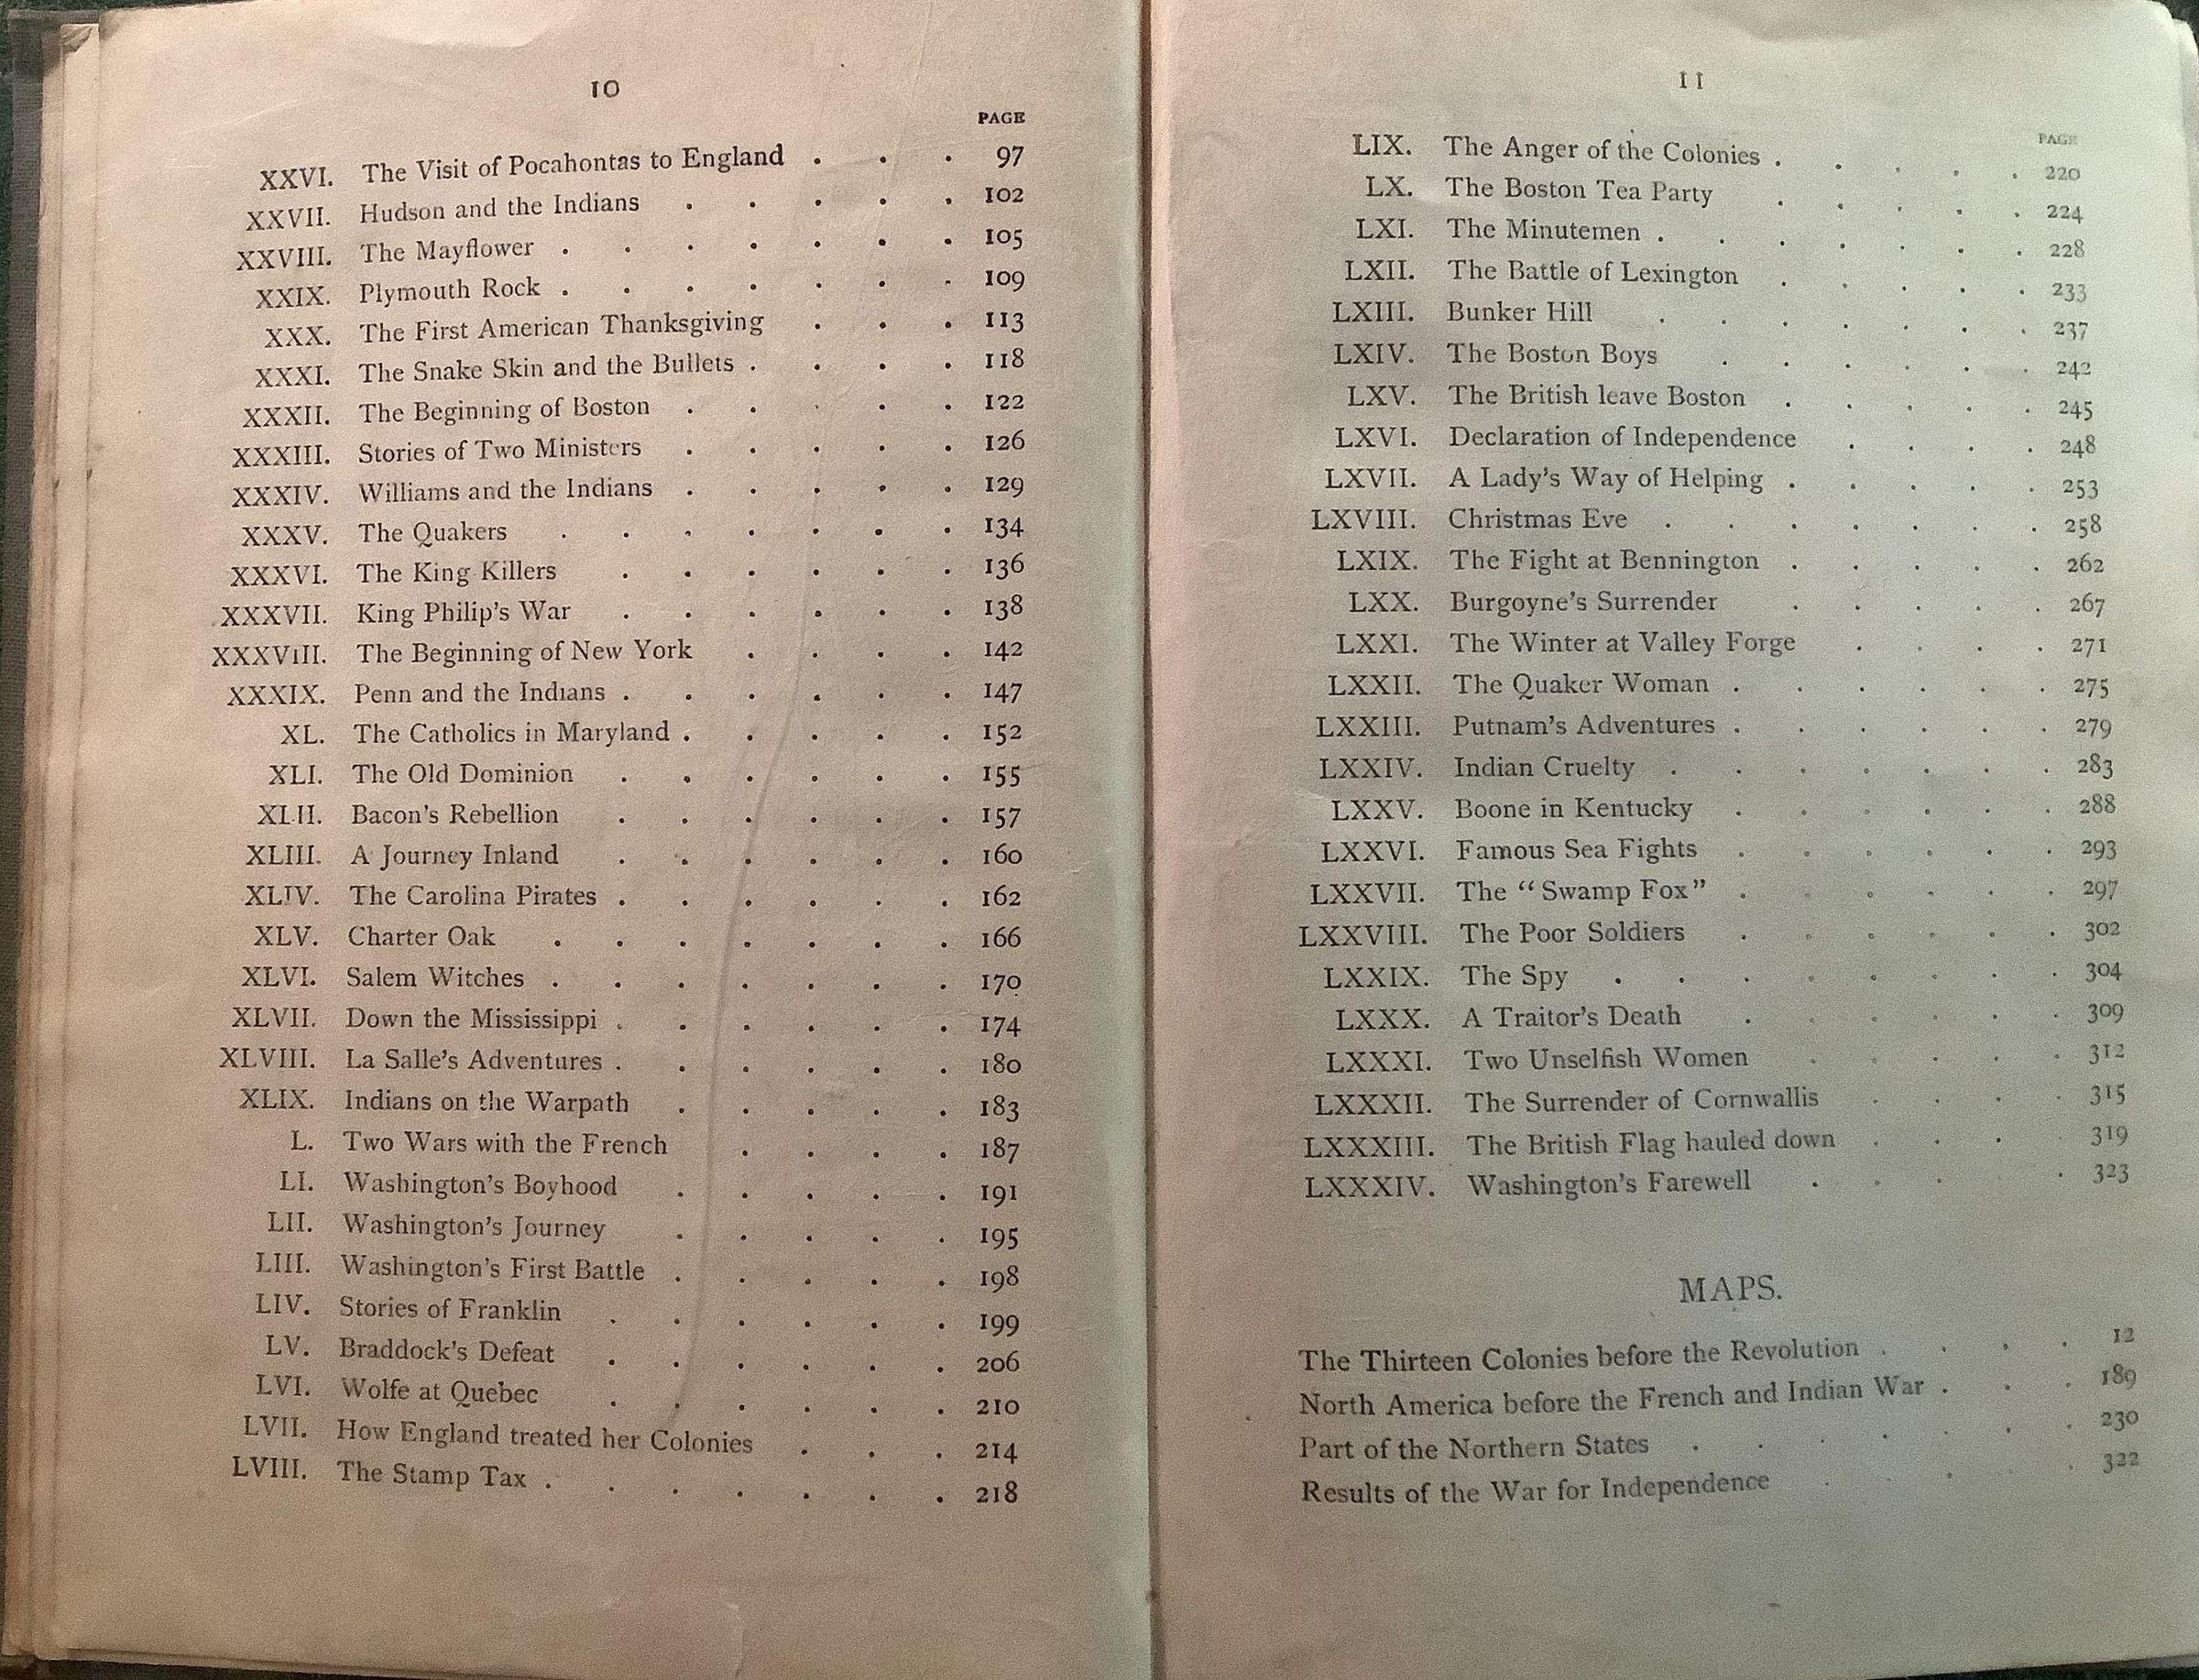 10
PAGE
XXVI. The Visit of Pocahontas to England . . . 97
XXVII. Hudson and the Indians . . . . . 102
XXVIII. The Mayflower . . . . . . . 105
XXIX. Plymouth Rock . . . . . . . 109
XXX. The First American Thanksgiving . . . 113
XXXI. The Snake Skin and the Bullets . . . . 118
XXXII. The Beginning of Boston . . . . . 122
XXXIII. Stories of Two Ministers . . . . . 126
XXXIV. Williams and the Indians . . . . . 129
XXXV. The Quakers . . . . . . . 134
XXXVI. The King Killers . . . . . . 136
XXXVII. King Philip's War . . . . . . 138
XXXVIII. The Beginning of New York . . . . 142
XXXIX. Penn and the Indians . . . . . . 147
XL. The Catholics in Maryland . . . . . 152
XLI. The Old Dominion . . . . . . 155
XLII. Bacon's Rebellion . . . . . . 157
XLIII. A Journey Inland . . . . . . 160
XLIV. The Carolina Pirates . . . . . . 162
XLV. Charter Oak . . . . . . . 166
XLVI. Salem Witches . . . . . . . 170
XLVII. Down the Mississippi . . . . . . 174
XLVIII. La Salle's Adventures . . . . . . 180
XLIX. Indians on the Warpath . . . . . 183
L. Two Wars with the French . . . . 187
LI. Washington's Boyhood . . . . . 191
LII. Washington's Journey . . . . . 195
LIII. Washington's First Battle . . . . . 198
LIV. Stories of Franklin . . . . . . 199
LV. Braddock's Defeat . . . . . . 206
LVI. Wolfe at Quebec . . . . . . 210
LVII. How England treated her Colonies . . . 214
LVIII. The Stamp Tax . . . . . . . 218
11
PAGE
LIX. The Anger of the Colonies . . . . . 220
LX. The Boston Tea Party . . . . . 224
LXI. The Minutemen . . . . . . . 228
LXII. The Battle of Lexington . . . . . 233
LXIII. Bunker Hill . . . . . . . 237
LXIV. The Boston Boys . . . . . . 242
LXV. The British leave Boston . . . . . 245
LXVI. Declaration of Independence . . . . 248
LXVII. A Lady's Way of Helping . . . . . 253
LXVIII. Christmas Eve . . . . . . . 258
LXIX. The Fight at Bennington . . . . . 262
LXX. Burgoyne's Surrender . . . . . 267
LXXI. The Winter at Valley Forge . . . . 271
LXXII. The Quaker Woman . . . . . . 275
LXXIII. Putnam's Adventures . . . . . . 279
LXXIV. Indian Cruelty . . . . . . . 283
LXXV. Boone in Kentucky . . . . . . 288
LXXVI. Famous Sea Fights . . . . . . 293
LXXVII. The “Swamp Fox” . . . . . . 297
LXXVIII. The Poor Soldiers . . . . . . 302
LXXIX. The Spy . . . . . . . . 304
LXXX. A Traitor's Death . . . . . . 309
LXXXI. Two Unselfish Women . . . . . 312
LXXXII. The Surrender of Cornwallis . . . . 315
LXXXIII. The British Flag hauled down . . . . 319
LXXXIV. Washington's Farewell . . . . . 323
MAPS.
The Thirteen Colonies before the Revolution . . . . 12
North America before the French and Indian War . . . 189
Part of the Northern States . . . . . . . 230
Results of the War for Independence . . . . . 322